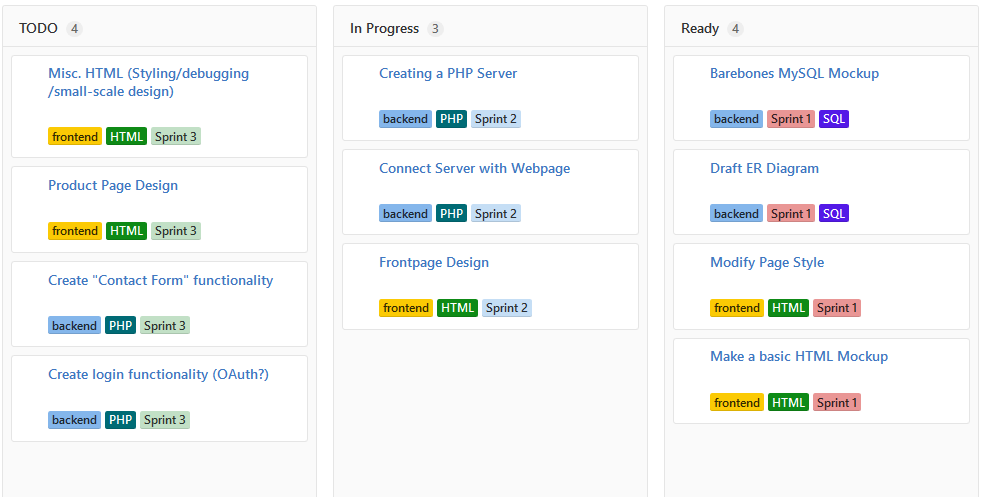 TODO 4
Misc. HTML (Styling/debugging
/small-scale design)
frontend HTML Sprint 3
Product Page Design
frontend HTML Sprint 3
Create "Contact Form" functionality
backend PHP Sprint 3
Create login functionality (OAuth?)
backend PHP Sprint 3
In Progress 3
Creating a PHP Server
backend PHP Sprint 2
Connect Server with Webpage
backend PHP Sprint 2
Frontpage Design
frontend HTML Sprint 2
Ready 4
Barebones MySQL Mockup
backend Sprint 1 SQL
Draft ER Diagram
backend Sprint 1 SQL
Modify Page Style
frontend HTML Sprint 1
Make a basic HTML Mockup
frontend HTML Sprint 1